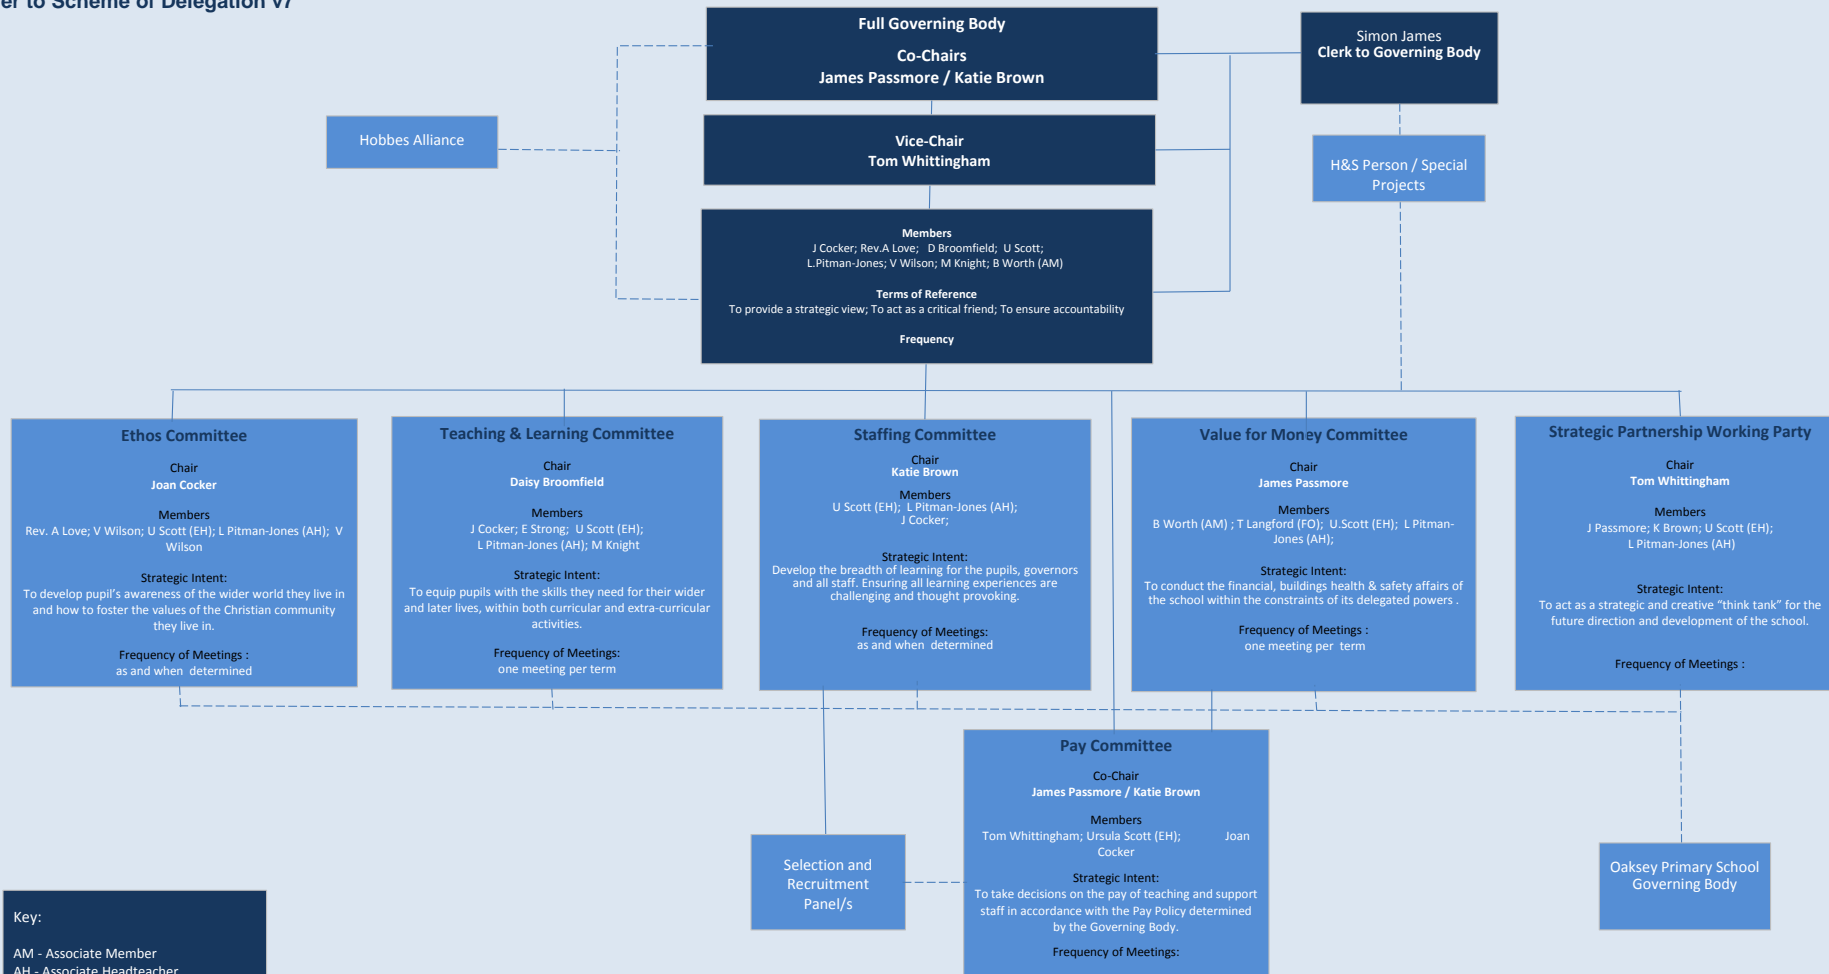 er to Scheme of Delegation v7
Full Governing Body
Co-Chairs
James Passmore / Katie Brown
Simon James
Clerk to Governing Body
Hobbes Alliance
Vice-Chair
Tom Whittingham
H&S Person / Special
Projects
Members
J Cocker; Rev.A Love; D Broomfield; U Scott;
L.Pitman-Jones; V Wilson; M Knight; B Worth (AM)
Terms of Reference
To provide a strategic view; To act as a critical friend; To ensure accountability
Frequency
Ethos Committee
Chair
Joan Cocker
Members
Rev. A Love; V Wilson; U Scott (EH); L Pitman-Jones (AH); V
Wilson
Strategic Intent:
To develop pupil’s awareness of the wider world they live in
and how to foster the values of the Christian community
they live in.
Frequency of Meetings :
as and when determined
Teaching & Learning Committee
Chair
Daisy Broomfield
Members
J Cocker; E Strong; U Scott (EH);
L Pitman-Jones (AH); M Knight
Strategic Intent:
To equip pupils with the skills they need for their wider
and later lives, within both curricular and extra-curricular
activities.
Frequency of Meetings:
one meeting per term
Staffing Committee
Chair
Katie Brown
Members
U Scott (EH); L Pitman-Jones (AH);
J Cocker;
Strategic Intent:
Develop the breadth of learning for the pupils, governors
and all staff. Ensuring all learning experiences are
challenging and thought provoking.
Frequency of Meetings:
as and when determined
Value for Money Committee
Chair
James Passmore
Members
B Worth (AM) ; T Langford (FO); U.Scott (EH); L Pitman-
Jones (AH);
Strategic Intent:
To conduct the financial, buildings health & safety affairs of
the school within the constraints of its delegated powers .
Frequency of Meetings :
one meeting per term
Strategic Partnership Working Party
Chair
Tom Whittingham
Members
J Passmore; K Brown; U Scott (EH);
L Pitman-Jones (AH)
Strategic Intent:
To act as a strategic and creative “think tank” for the
future direction and development of the school.
Frequency of Meetings :
Pay Committee
Co-Chair
James Passmore / Katie Brown
Members
Tom Whittingham; Ursula Scott (EH); Joan
Cocker
Strategic Intent:
To take decisions on the pay of teaching and support
staff in accordance with the Pay Policy determined
by the Governing Body.
Frequency of Meetings:
Selection and
Recruitment
Panel/s
Oaksey Primary School
Governing Body
Key:
AM - Associate Member
AH - Associate Headteacher